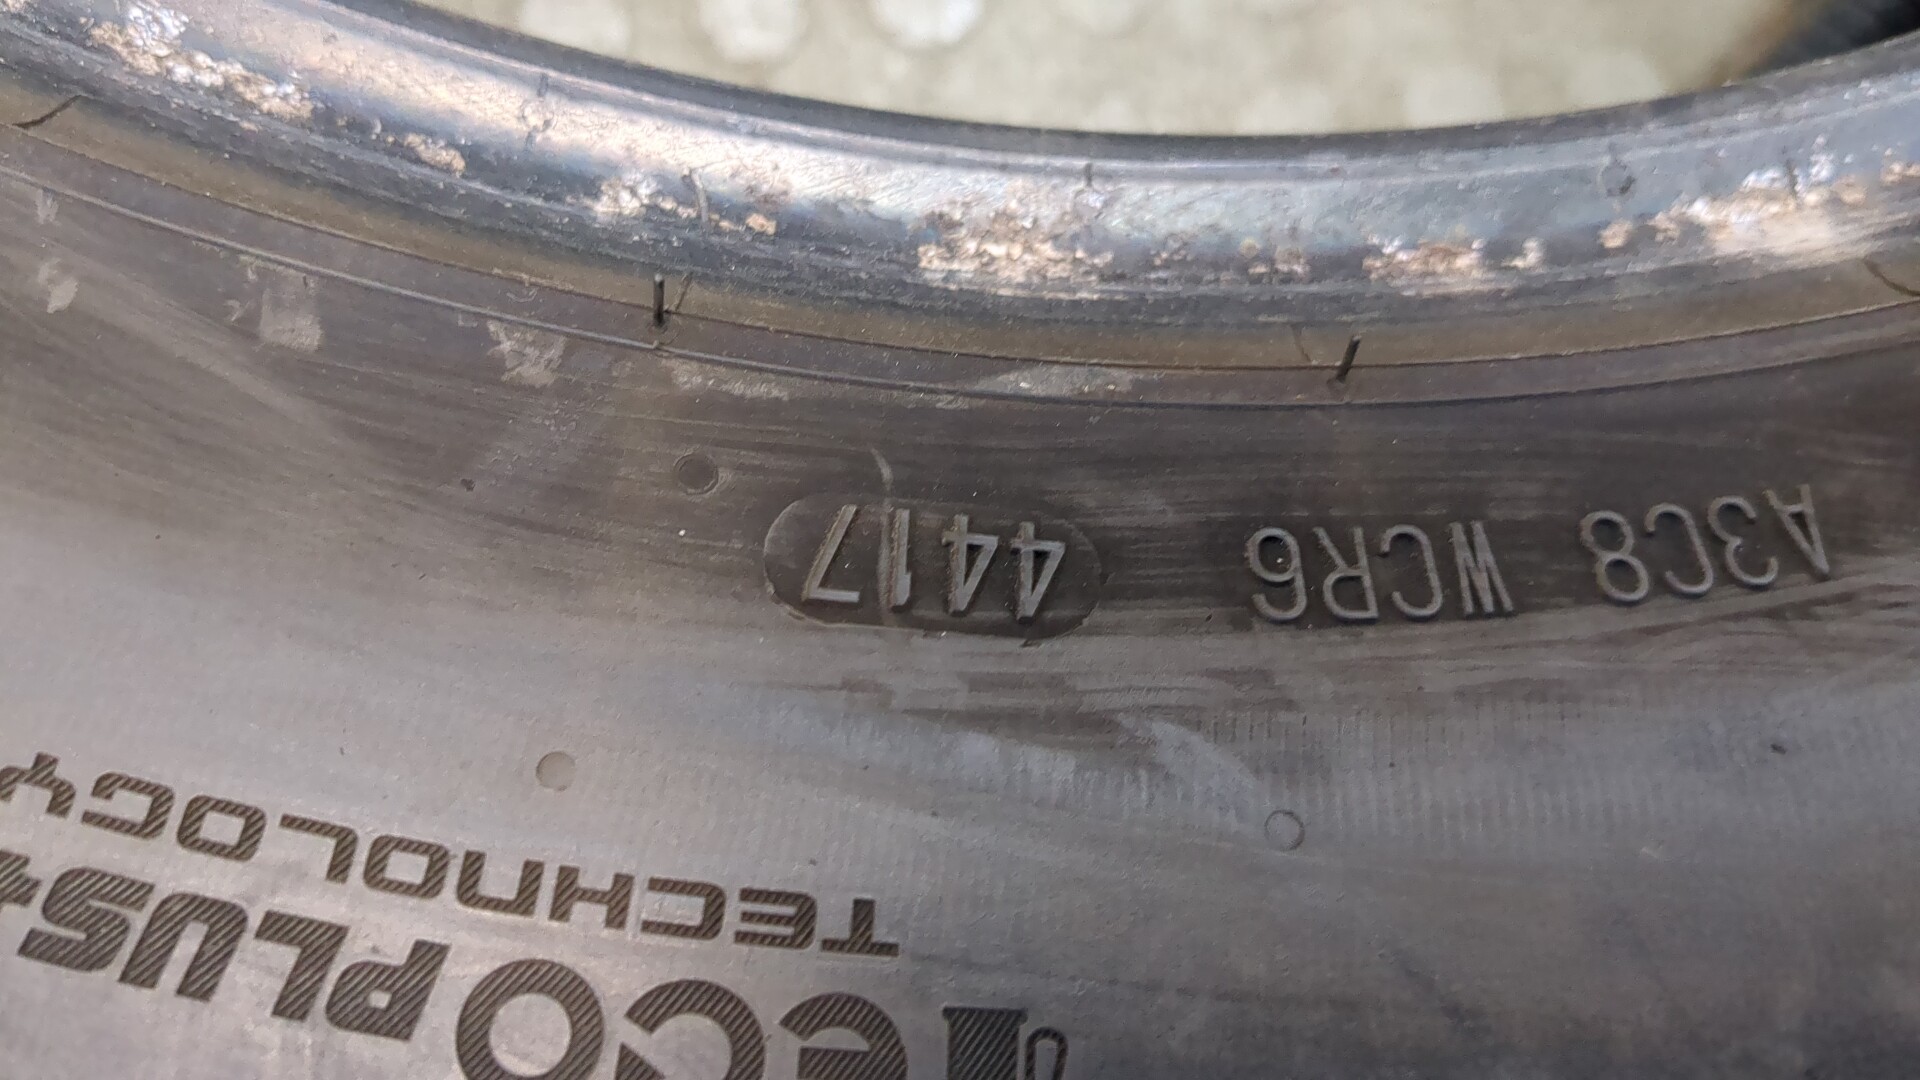 ECOPLUS+
TECHNOLOGY
A3C8 WCR6 4417